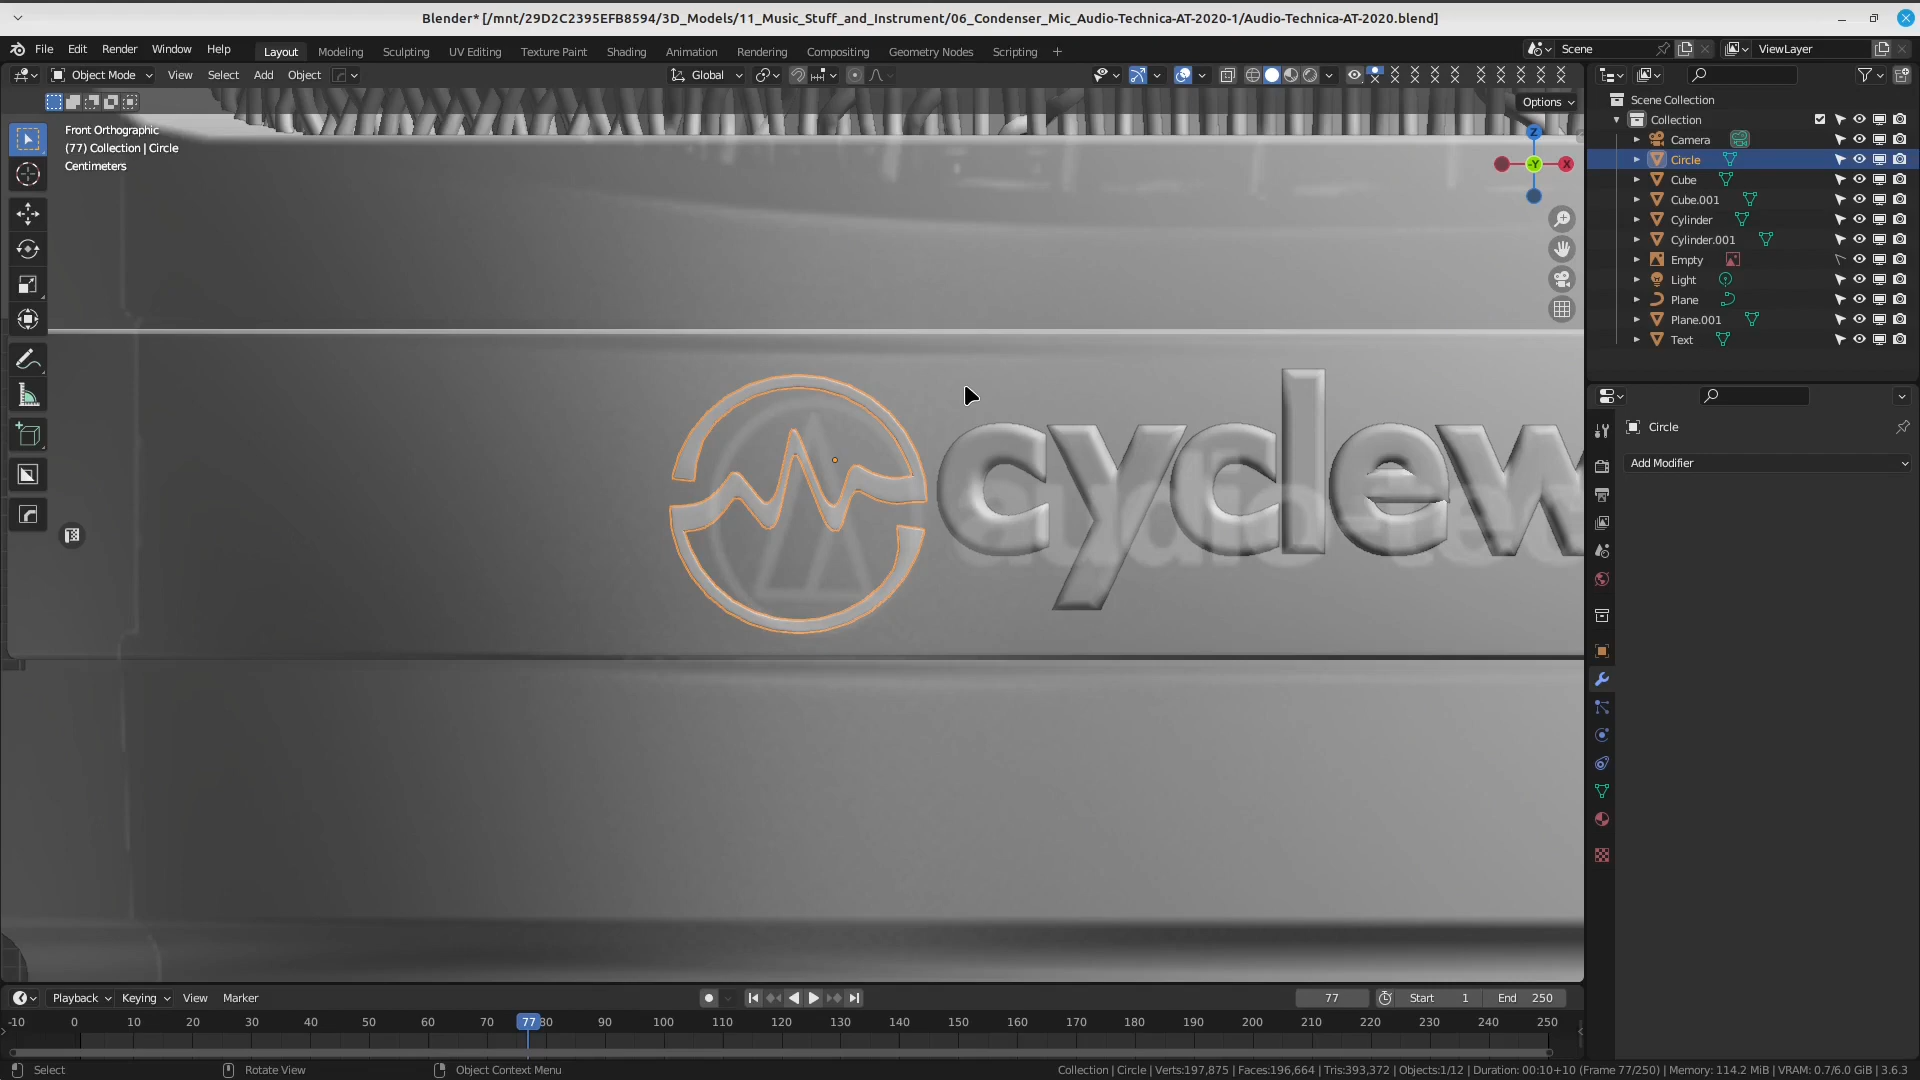 Blender* [/mnt/29D2C2395EFB8594/3D_Models/11_Music_Stuff_and_Instrument/06_Condenser_Mic_Audio-Technica-AT-2020-1/Audio-Technica-AT-2020.blend]
File Edit Render Window Help Layout Modeling Sculpting UV Editing Texture Paint Shading Animation Rendering Compositing Geometry Nodes Scripting + Scene ViewLayer
Object Mode View Select Add Object Global
Options
Front Orthographic
(77) Collection | Circle
Centimeters
Z
-Y
X
cyclew
audio-tec
Scene Collection
Collection
Camera
Circle
Cube
Cube.001
Cylinder
Cylinder.001
Empty
Light
Plane
Plane.001
Text
Circle
Add Modifier
Playback Keying View Marker 77 Start 1 End 250
-10 0 10 20 30 40 50 60 70 77 80 90 100 110 120 130 140 150 160 170 180 190 200 210 220 230 240 250
Select Rotate View Object Context Menu Collection | Circle | Verts:197,875 | Faces:196,664 | Tris:393,372 | Objects:1/12 | Duration: 00:10+10 (Frame 77/250) | Memory: 114.2 MiB | VRAM: 0.7/6.0 GiB | 3.6.3